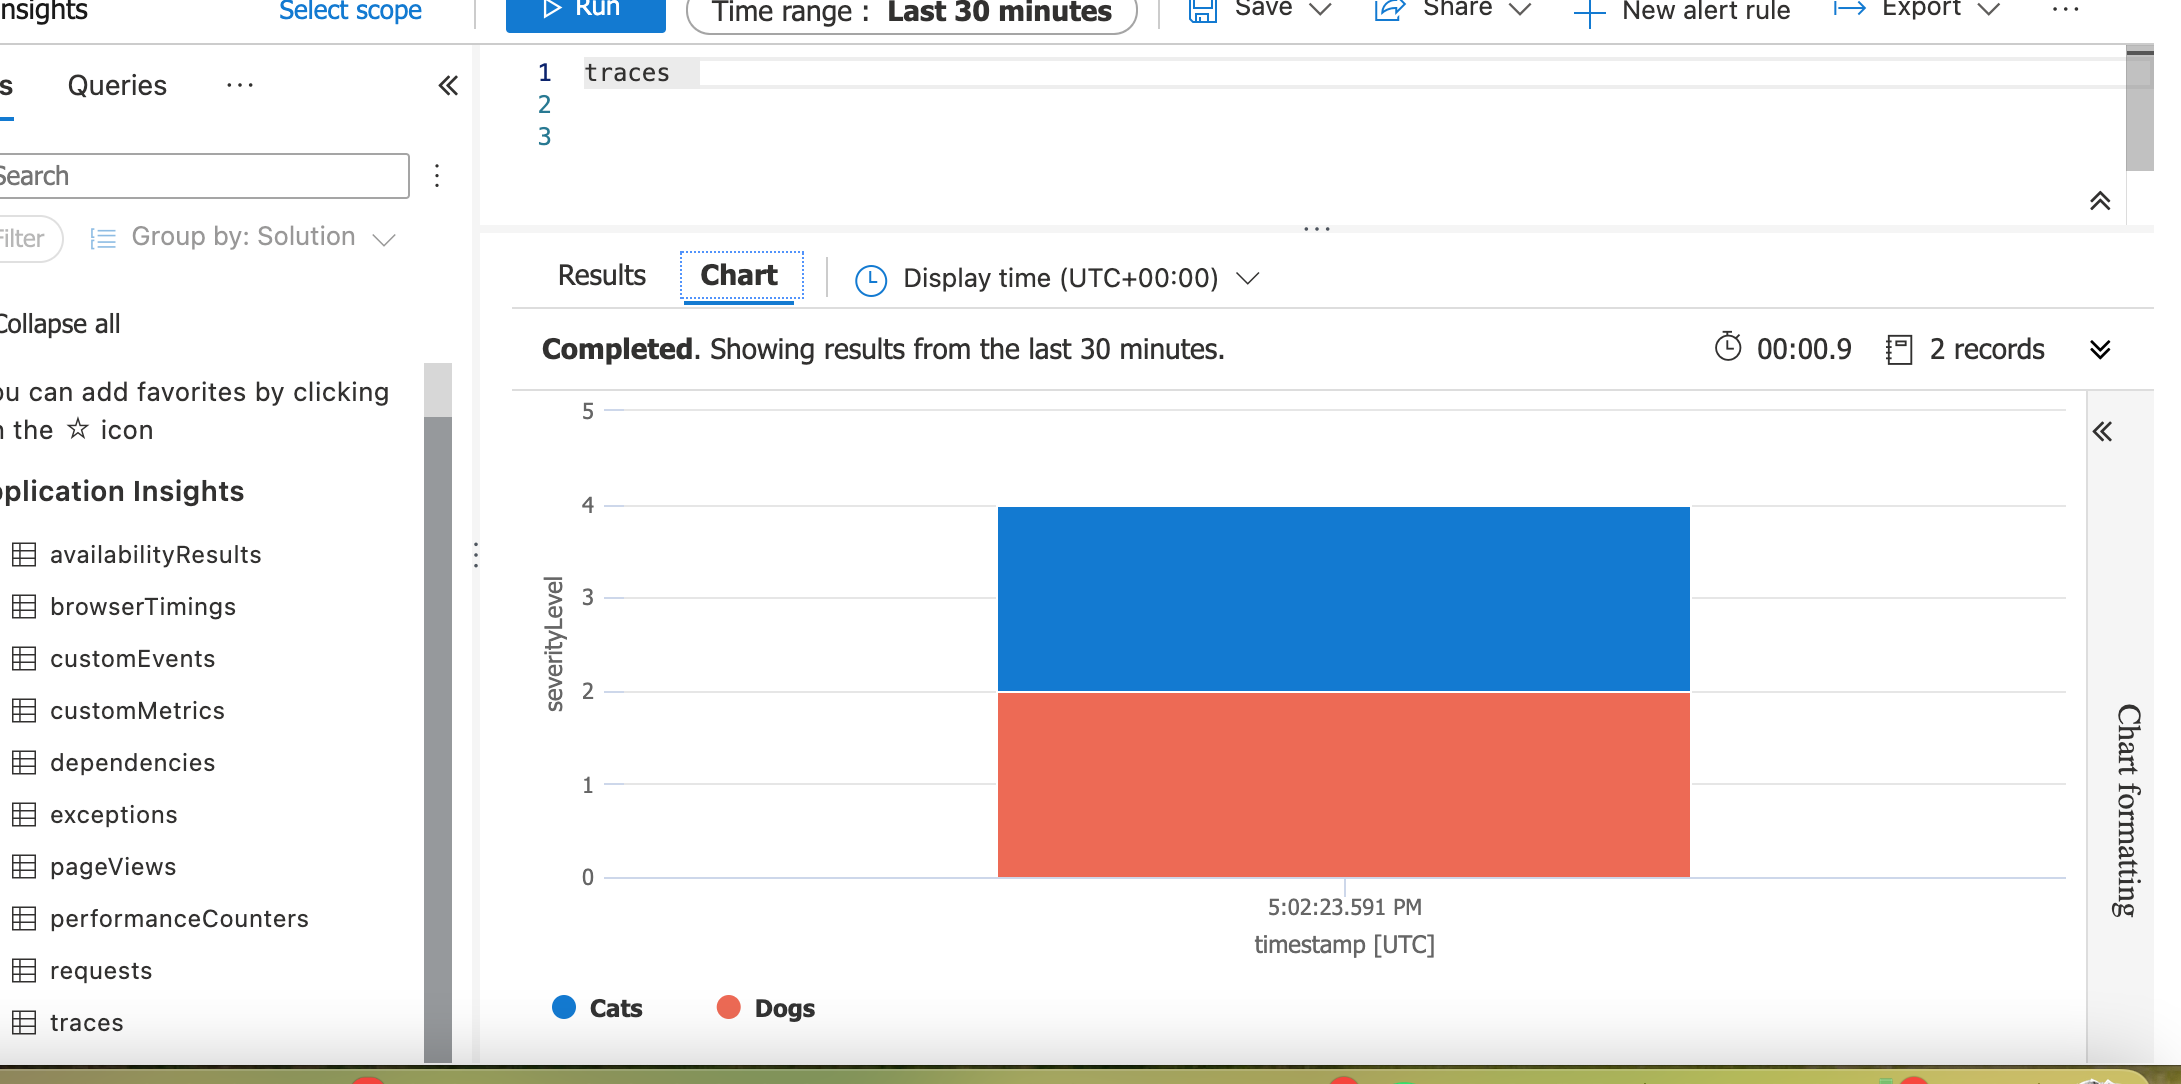 nsights
Select scope
Run
Time range : Last 30 minutes
Save
Share
New alert rule
Export
s
Queries
Search
Filter
Group by: Solution
Collapse all
ou can add favorites by clicking
n the ☆ icon
pplication Insights
availabilityResults
browserTimings
customEvents
customMetrics
dependencies
exceptions
pageViews
performanceCounters
requests
traces
1 traces
2
3
Results
Chart
Display time (UTC+00:00)
Completed. Showing results from the last 30 minutes.
00:00.9
2 records
5
4
3
2
1
0
severityLevel
5:02:23.591 PM
timestamp [UTC]
Cats
Dogs
Chart formatting